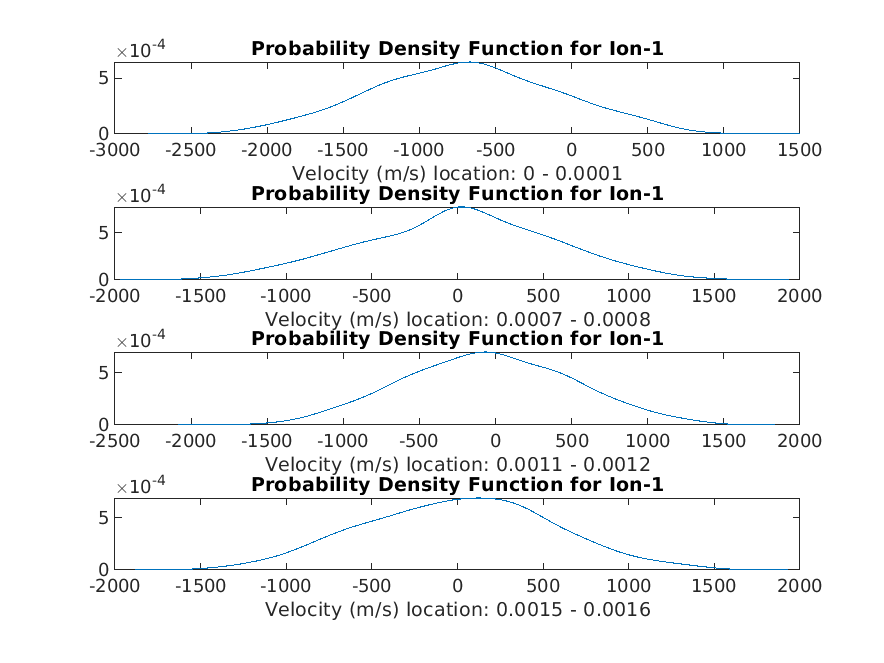 ×10-4
Probability Density Function for Ion-1
5
0
-3000 -2500 -2000 -1500 -1000 -500 0 500 1000 1500
Velocity (m/s) location: 0 - 0.0001
×10-4
Probability Density Function for Ion-1
5
0
-2000 -1500 -1000 -500 0 500 1000 1500 2000
Velocity (m/s) location: 0.0007 - 0.0008
×10-4
Probability Density Function for Ion-1
5
0
-2500 -2000 -1500 -1000 -500 0 500 1000 1500 2000
Velocity (m/s) location: 0.0011 - 0.0012
×10-4
Probability Density Function for Ion-1
5
0
-2000 -1500 -1000 -500 0 500 1000 1500 2000
Velocity (m/s) location: 0.0015 - 0.0016